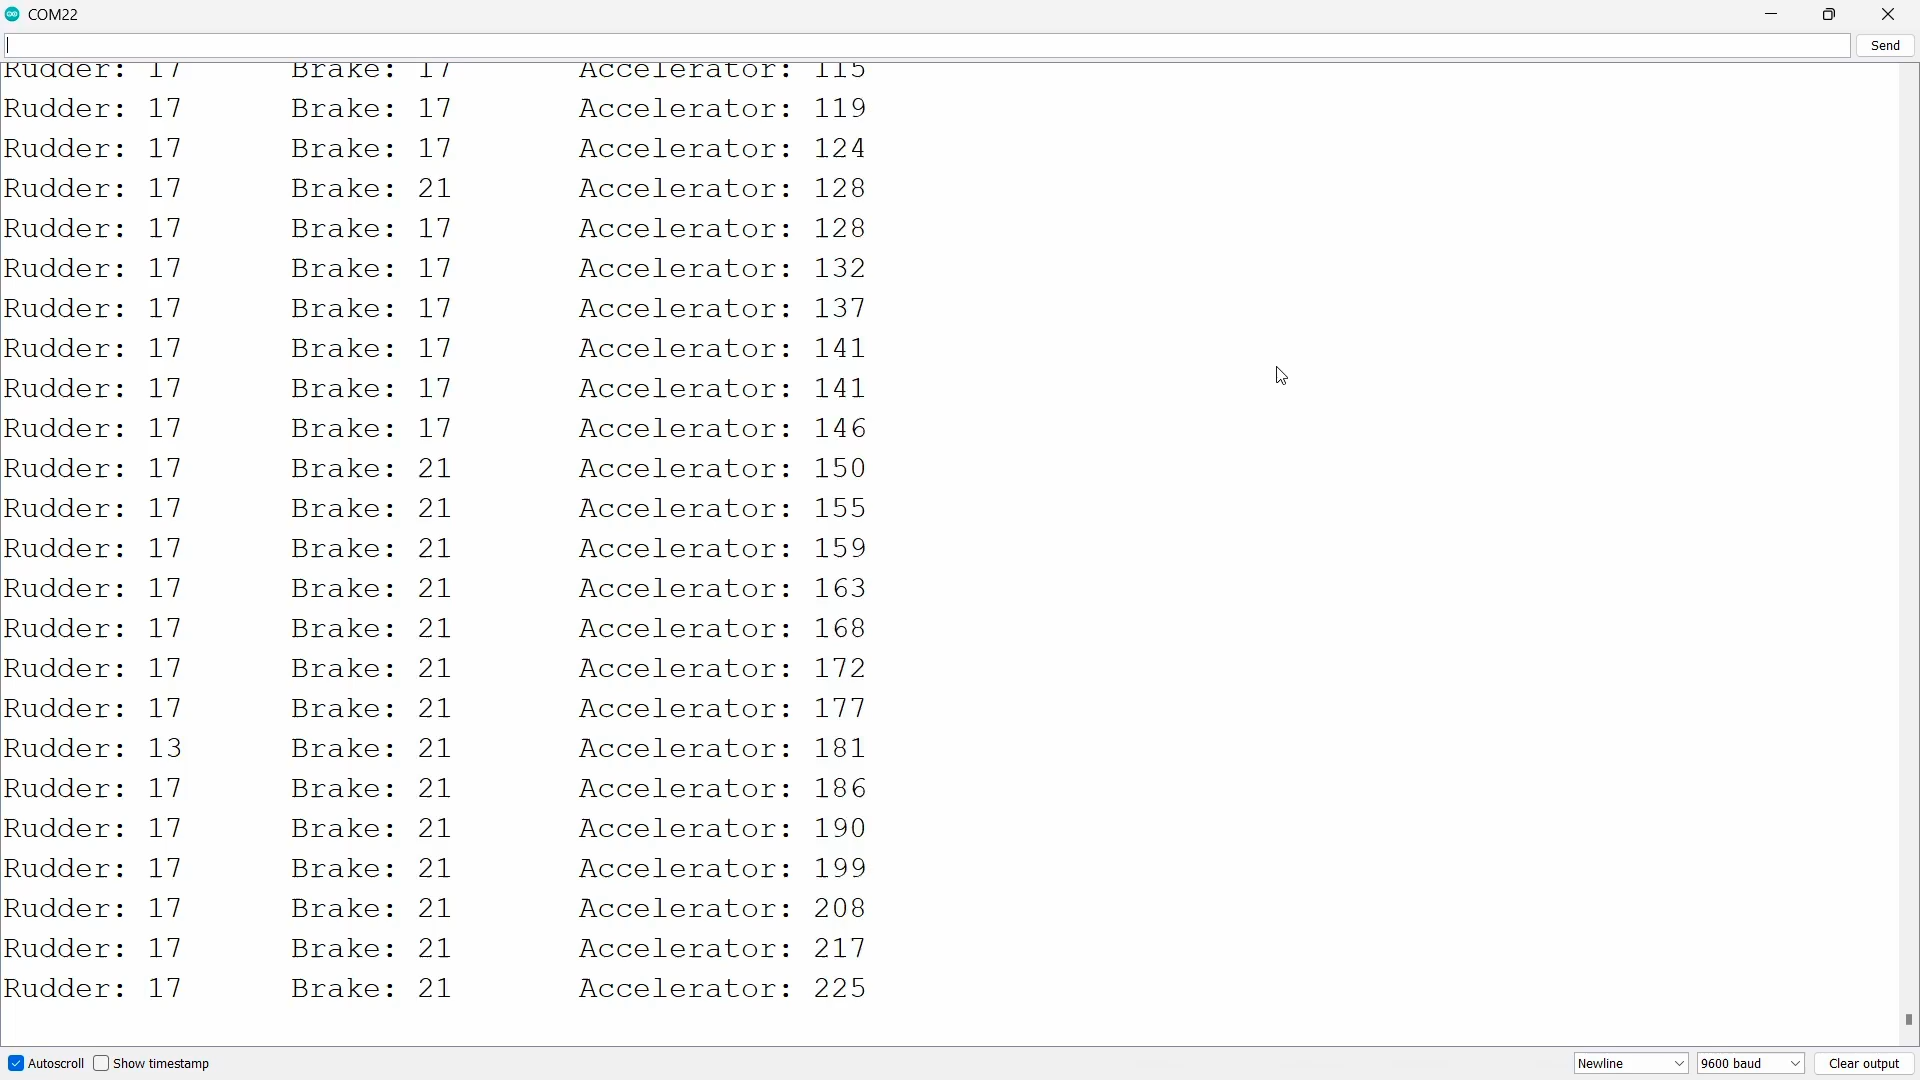 COM22
Send
Rudder: 17 Brake: 17 Accelerator: 115
Rudder: 17 Brake: 17 Accelerator: 119
Rudder: 17 Brake: 17 Accelerator: 124
Rudder: 17 Brake: 21 Accelerator: 128
Rudder: 17 Brake: 17 Accelerator: 128
Rudder: 17 Brake: 17 Accelerator: 132
Rudder: 17 Brake: 17 Accelerator: 137
Rudder: 17 Brake: 17 Accelerator: 141
Rudder: 17 Brake: 17 Accelerator: 141
Rudder: 17 Brake: 17 Accelerator: 146
Rudder: 17 Brake: 21 Accelerator: 150
Rudder: 17 Brake: 21 Accelerator: 155
Rudder: 17 Brake: 21 Accelerator: 159
Rudder: 17 Brake: 21 Accelerator: 163
Rudder: 17 Brake: 21 Accelerator: 168
Rudder: 17 Brake: 21 Accelerator: 172
Rudder: 17 Brake: 21 Accelerator: 177
Rudder: 13 Brake: 21 Accelerator: 181
Rudder: 17 Brake: 21 Accelerator: 186
Rudder: 17 Brake: 21 Accelerator: 190
Rudder: 17 Brake: 21 Accelerator: 199
Rudder: 17 Brake: 21 Accelerator: 208
Rudder: 17 Brake: 21 Accelerator: 217
Rudder: 17 Brake: 21 Accelerator: 225
Autoscroll Show timestamp Newline 9600 baud Clear output